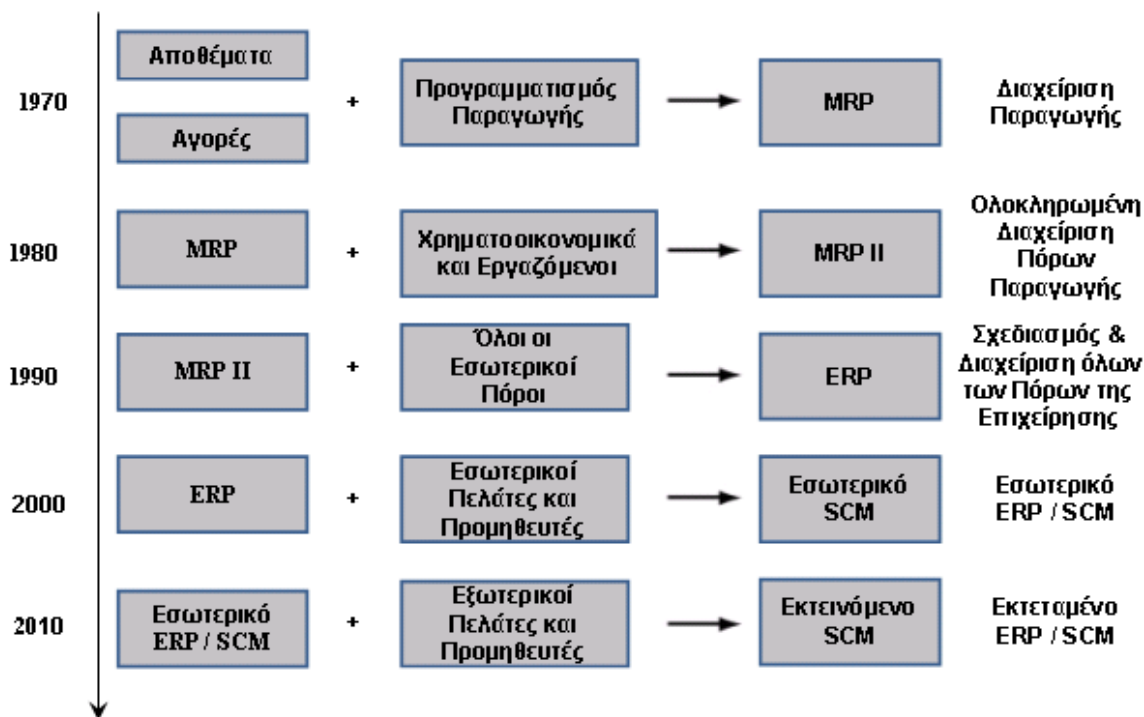 1970
Αποθέματα
Αγορές
+
Προγραμματισμός
Παραγωγής
MRP
Διαχείριση
Παραγωγής
1980
MRP
+
Χρηματοοικονομικά
και Εργαζόμενοι
MRP II
Ολοκληρωμένη
Διαχείριση
Πόρων
Παραγωγής
1990
MRP II
+
Όλοι οι
Εσωτερικοί
Πόροι
ERP
Σχεδιασμός &
Διαχείριση όλων
των Πόρων της
Επιχείρησης
2000
ERP
+
Εσωτερικοί
Πελάτες και
Προμηθευτές
Εσωτερικό
SCM
Εσωτερικό
ERP / SCM
2010
Εσωτερικό
ERP / SCM
+
Εξωτερικοί
Πελάτες και
Προμηθευτές
Εκτεινόμενο
SCM
Εκτεταμένο
ERP / SCM